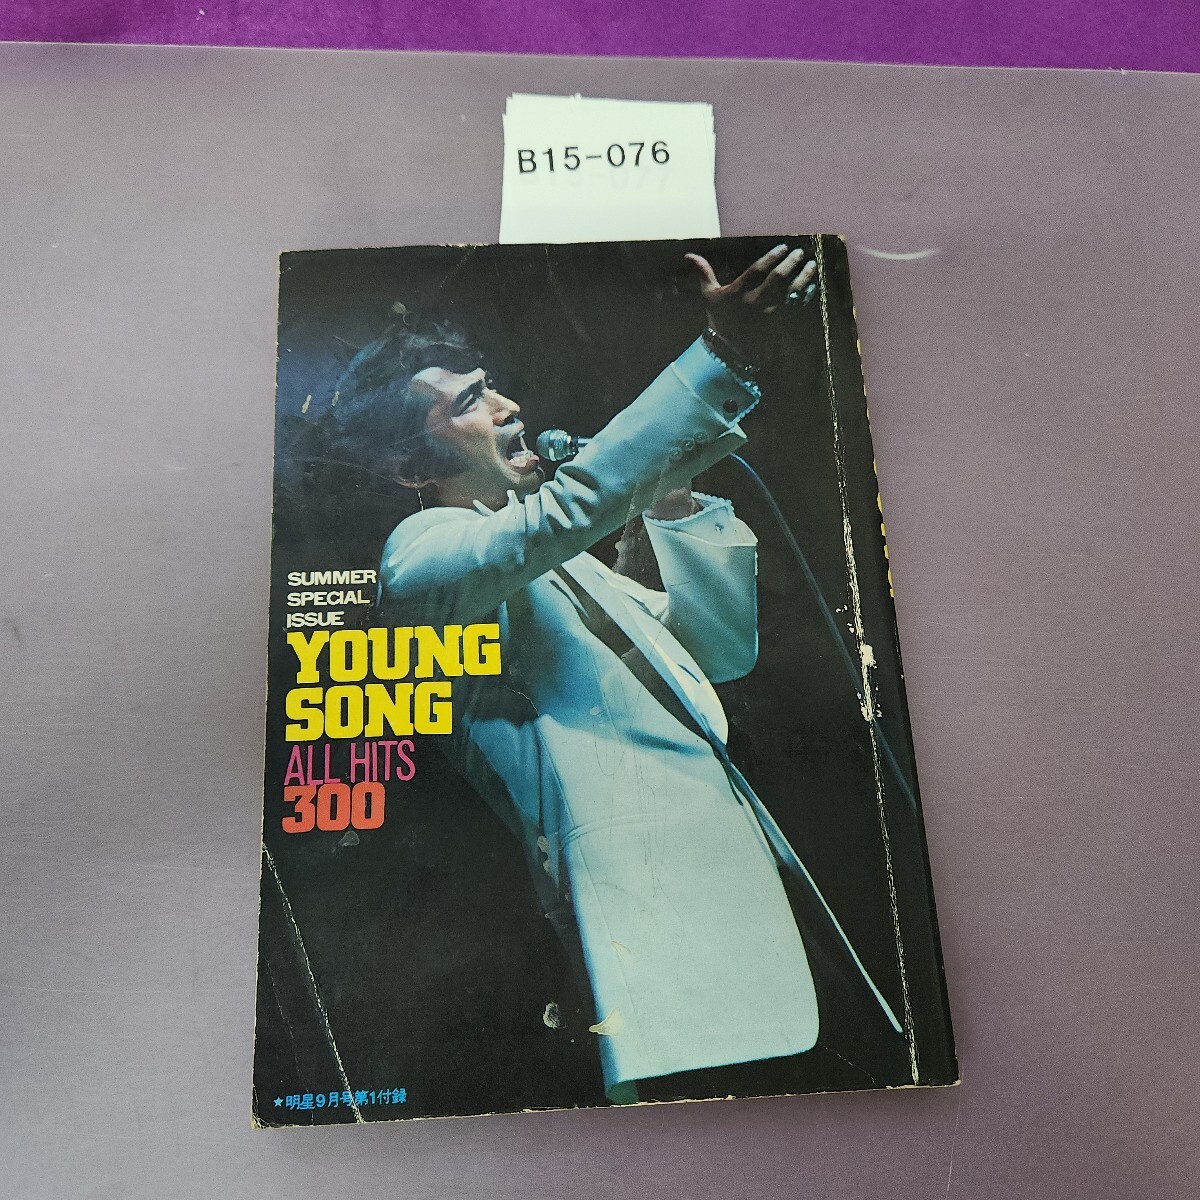 B15-076
SUMMER
SPECIAL
ISSUE
YOUNG
SONG
ALL HITS
300
★明星9月号第1付録